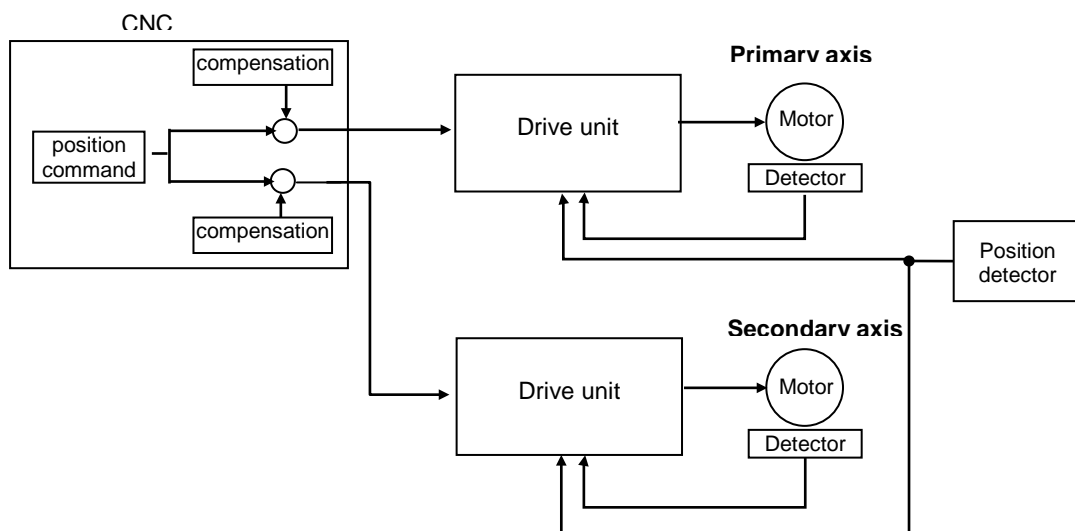 CNC
compensation
Primary axis
Drive unit
Motor
position
command
Detector
compensation
Position
detector
Secondary axis
Drive unit
Motor
Detector